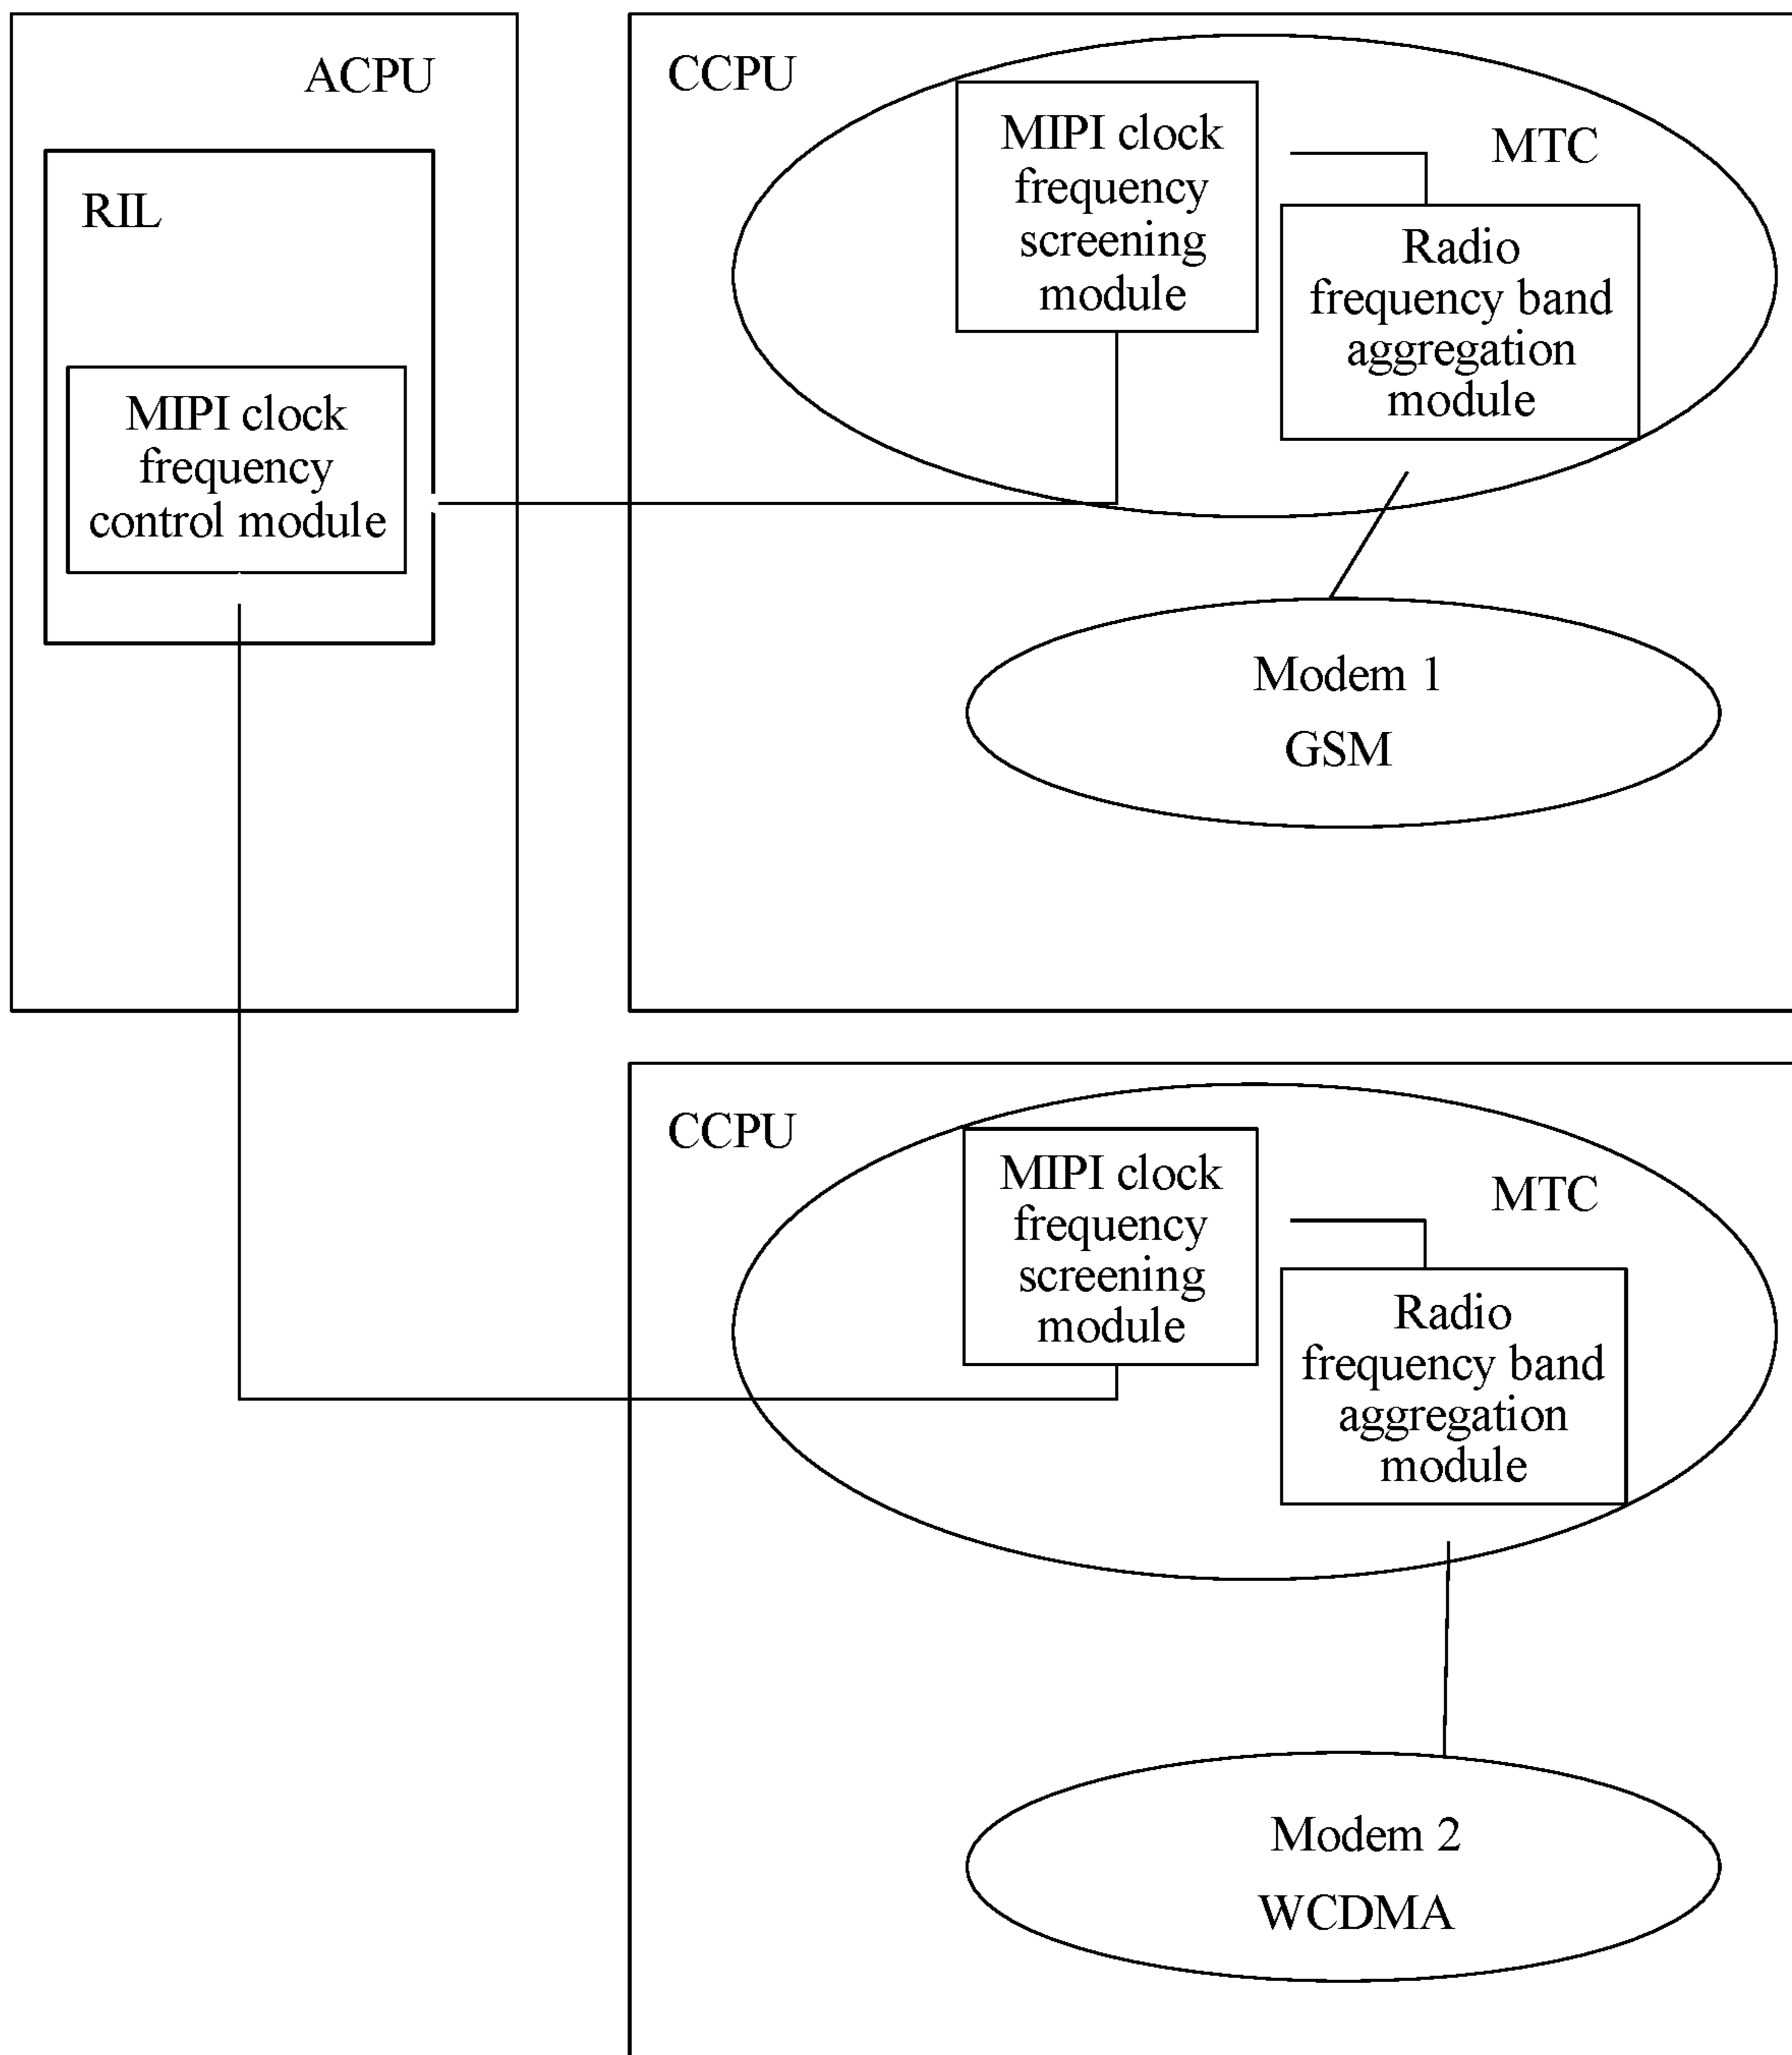 ACPU
RIL
MIPI clock
frequency
control module
CCPU
MIPI clock
frequency
screening
module
MTC
Radio
frequency band
aggregation
module
Modem 1
GSM
CCPU
MIPI clock
frequency
screening
module
MTC
Radio
frequency band
aggregation
module
Modem 2
WCDMA